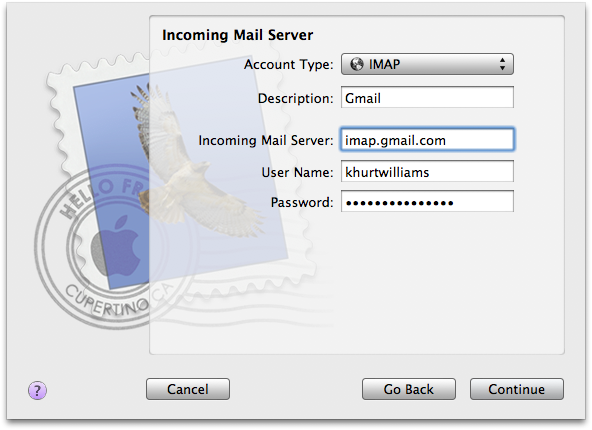 Incoming Mail Server
Account Type: IMAP
Description: Gmail
Incoming Mail Server: imap.gmail.com
User Name: khurtwilliams
Password: •••••••••••••••
HELLO FR
CUPERTINO, CA
? Cancel Go Back Continue